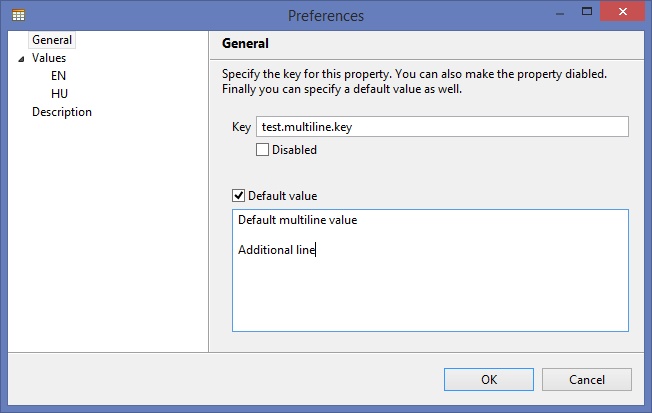 Preferences
General
Values
EN
HU
Description
General
Specify the key for this property. You can also make the property diabled.
Finally you can specify a default value as well.
Key test.multiline.key
Disabled
Default value
Default multiline value
Additional line
OK Cancel